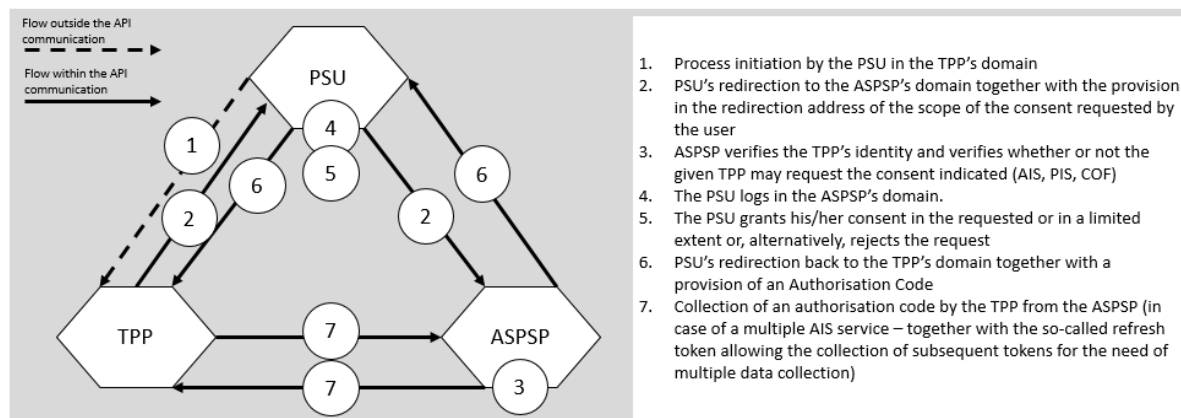 Flow outside the API
communication
Flow within the API
communication
PSU
4
1
5
6
6
2
2
7
TPP
ASPSP
7
3
1. Process initiation by the PSU in the TPP's domain
2. PSU's redirection to the ASPSP's domain together with the provision
in the redirection address of the scope of the consent requested by
the user
3. ASPSP verifies the TPP's identity and verifies whether or not the
given TPP may request the consent indicated (AIS, PIS, COF)
4. The PSU logs in the ASPSP's domain.
5. The PSU grants his/her consent in the requested or in a limited
extent or, alternatively, rejects the request
6. PSU's redirection back to the TPP's domain together with a
provision of an Authorisation Code
7. Collection of an authorisation code by the TPP from the ASPSP (in
case of a multiple AIS service – together with the so-called refresh
token allowing the collection of subsequent tokens for the need of
multiple data collection)